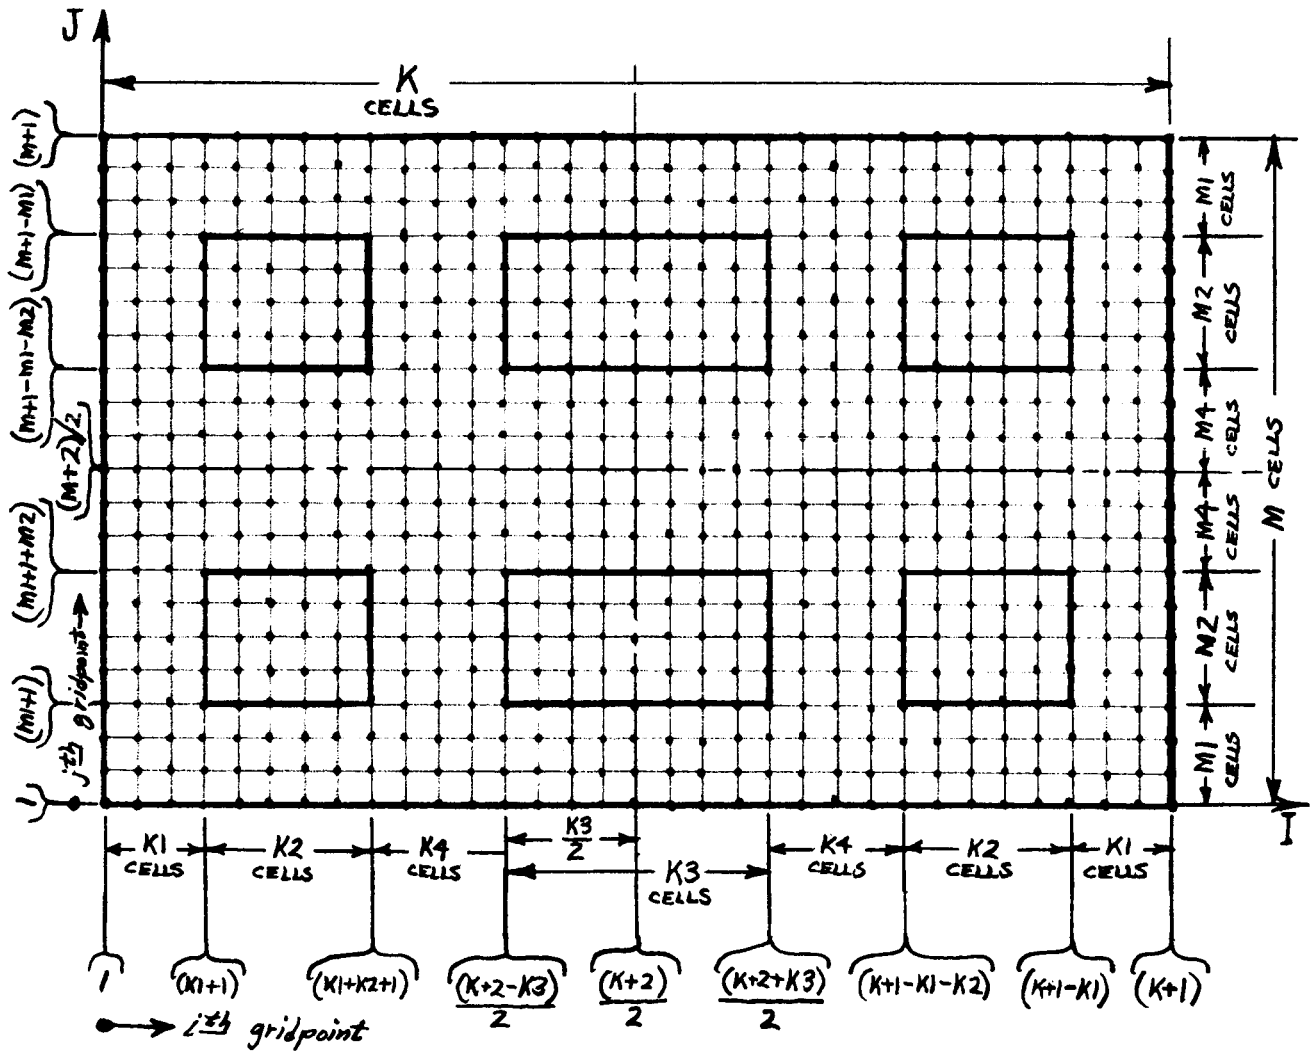 J
K
CELLS
(M+1)
(M+1-M1)
(M+1-M1-M2)
(M+2)/2
(M1+1+M2)
(M1+1)
1
jth gridpoint
M1
CELLS
M2
CELLS
M4
CELLS
M4
CELLS
M2
CELLS
M1
CELLS
M CELLS
I
K1
CELLS
K2
CELLS
K4
CELLS
K3
2
K3
CELLS
K4
CELLS
K2
CELLS
K1
CELLS
1
(K1+1)
(K1+K2+1)
(K+2-K3)
2
(K+2)
2
(K+2+K3)
2
(K+1-K1-K2)
(K+1-K1)
(K+1)
ith gridpoint